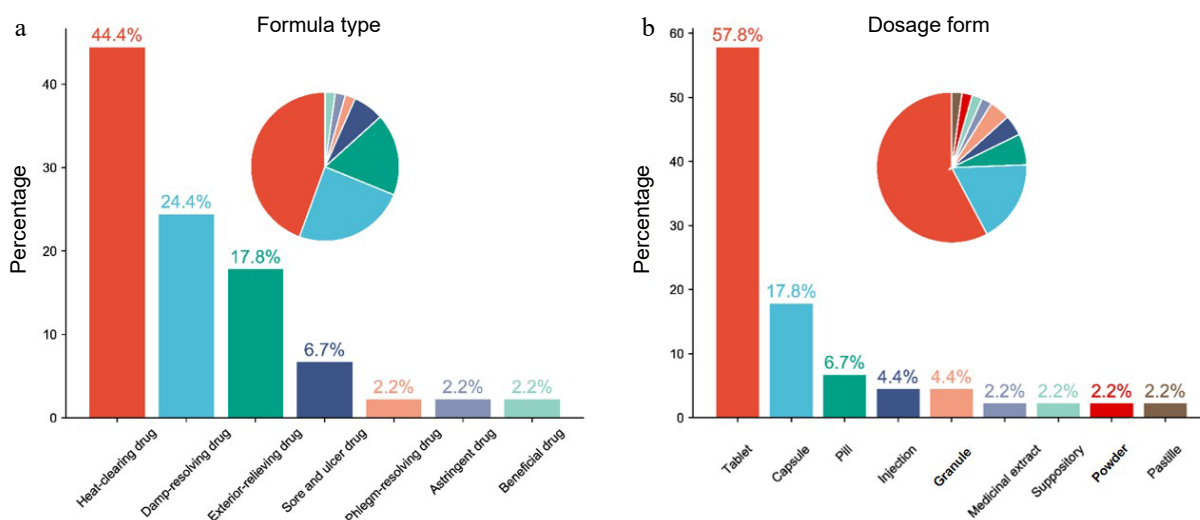 a
Formula type
Percentage
40
30
20
10
0
44.4%
24.4%
17.8%
6.7%
2.2%
2.2%
2.2%
Heat-clearing drug
Damp-resolving drug
Exterior-relieving drug
Sore and ulcer drug
Phlegm-resolving drug
Astringent drug
Beneficial drug
b
Dosage form
Percentage
60
50
40
30
20
10
0
57.8%
17.8%
6.7%
4.4%
4.4%
2.2%
2.2%
2.2%
2.2%
Tablet
Capsule
Pill
Injection
Granule
Medicinal extract
Suppository
Powder
Pastille